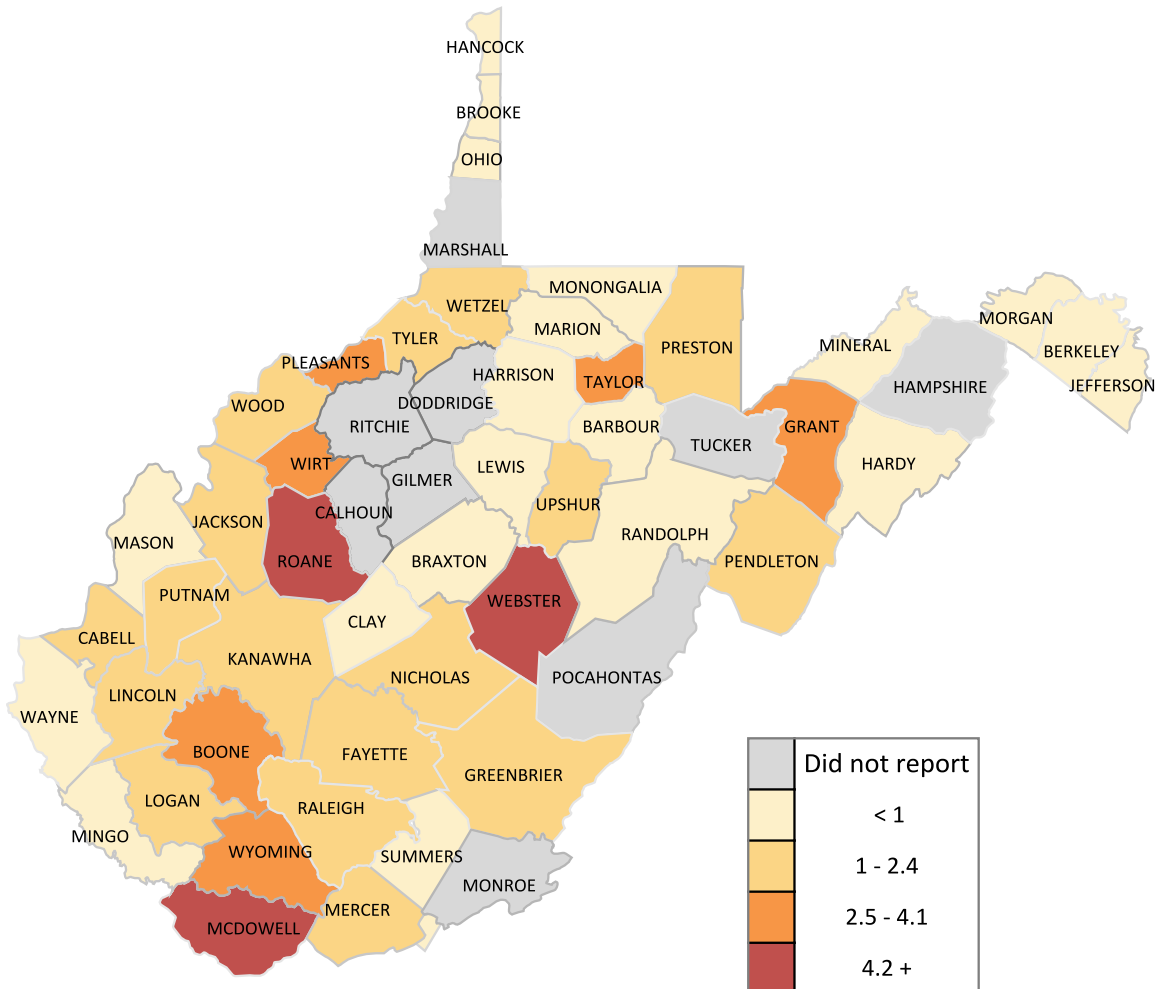 HANCOCK
BROOKE
OHIO
MARSHALL
MONONGALIA
WETZEL
MARION
MORGAN
TYLER
PRESTON
MINERAL
BERKELEY
PLEASANTS
HARRISON
TAYLOR
HAMPSHIRE
JEFFERSON
WOOD
DODDRIDGE
RITCHIE
BARBOUR
GRANT
TUCKER
WIRT
LEWIS
HARDY
GILMER
UPSHUR
CALHOUN
JACKSON
RANDOLPH
MASON
ROANE
BRAXTON
PENDLETON
PUTNAM
WEBSTER
CLAY
CABELL
KANAWHA
NICHOLAS
POCAHONTAS
LINCOLN
WAYNE
BOONE
FAYETTE
GREENBRIER
LOGAN
RALEIGH
MINGO
WYOMING
SUMMERS
MONROE
MERCER
MCDOWELL
Did not report
< 1
1 - 2.4
2.5 - 4.1
4.2 +